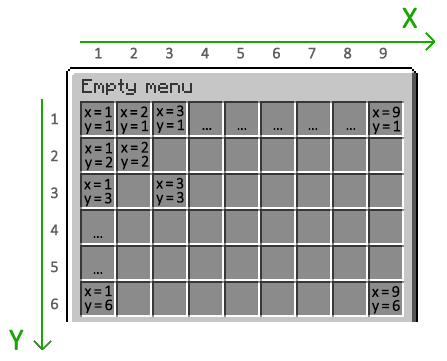 X
1 2 3 4 5 6 7 8 9
Empty menu
1 x=1 x=2 x=3 x=9
y=1 y=1 y=1 ... ... ... ... ... y=1
2 x=1 x=2
y=2 y=2
3 x=1 x=3
y=3 y=3
4 ...
5 ...
6 x=1 x=9
y=6 y=6
Y